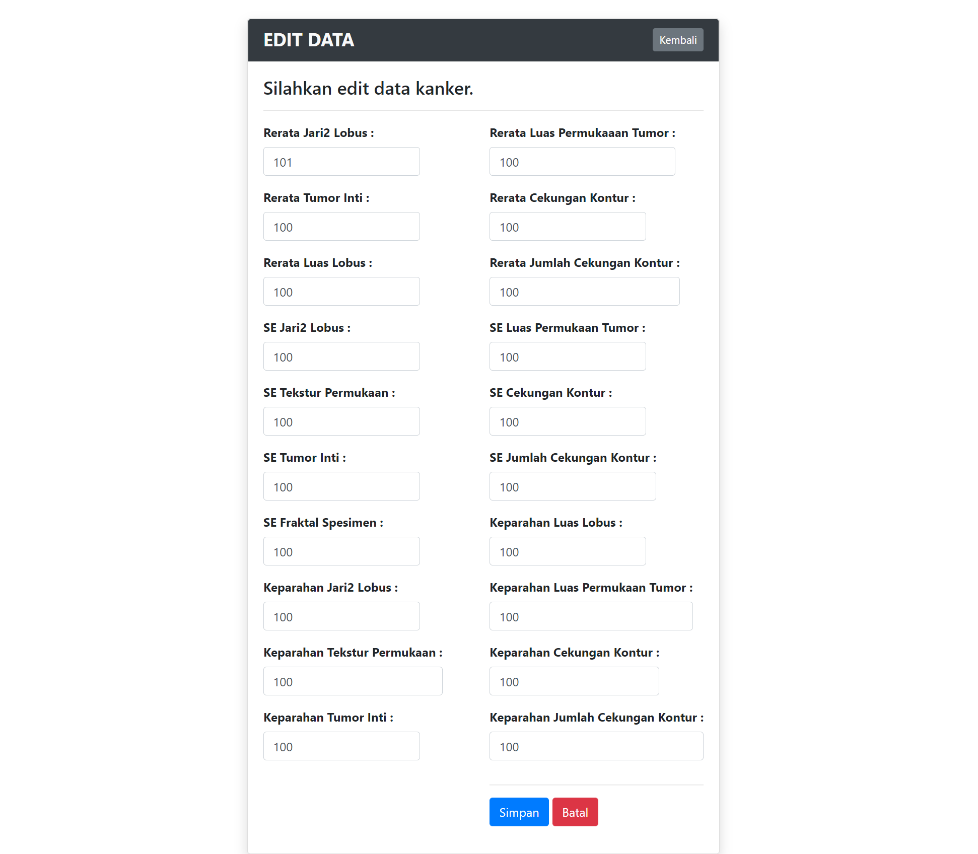 EDIT DATA
Kembali
Silahkan edit data kanker.
Rerata Jari2 Lobus :
101
Rerata Luas Permukaaan Tumor :
100
Rerata Tumor Inti :
100
Rerata Cekungan Kontur :
100
Rerata Luas Lobus :
100
Rerata Jumlah Cekungan Kontur :
100
SE Jari2 Lobus :
100
SE Luas Permukaan Tumor :
100
SE Tekstur Permukaan :
100
SE Cekungan Kontur :
100
SE Tumor Inti :
100
SE Jumlah Cekungan Kontur :
100
SE Fraktal Spesimen :
100
Keparahan Luas Lobus :
100
Keparahan Jari2 Lobus :
100
Keparahan Luas Permukaan Tumor :
100
Keparahan Tekstur Permukaan :
100
Keparahan Cekungan Kontur :
100
Keparahan Tumor Inti :
100
Keparahan Jumlah Cekungan Kontur :
100
Simpan
Batal